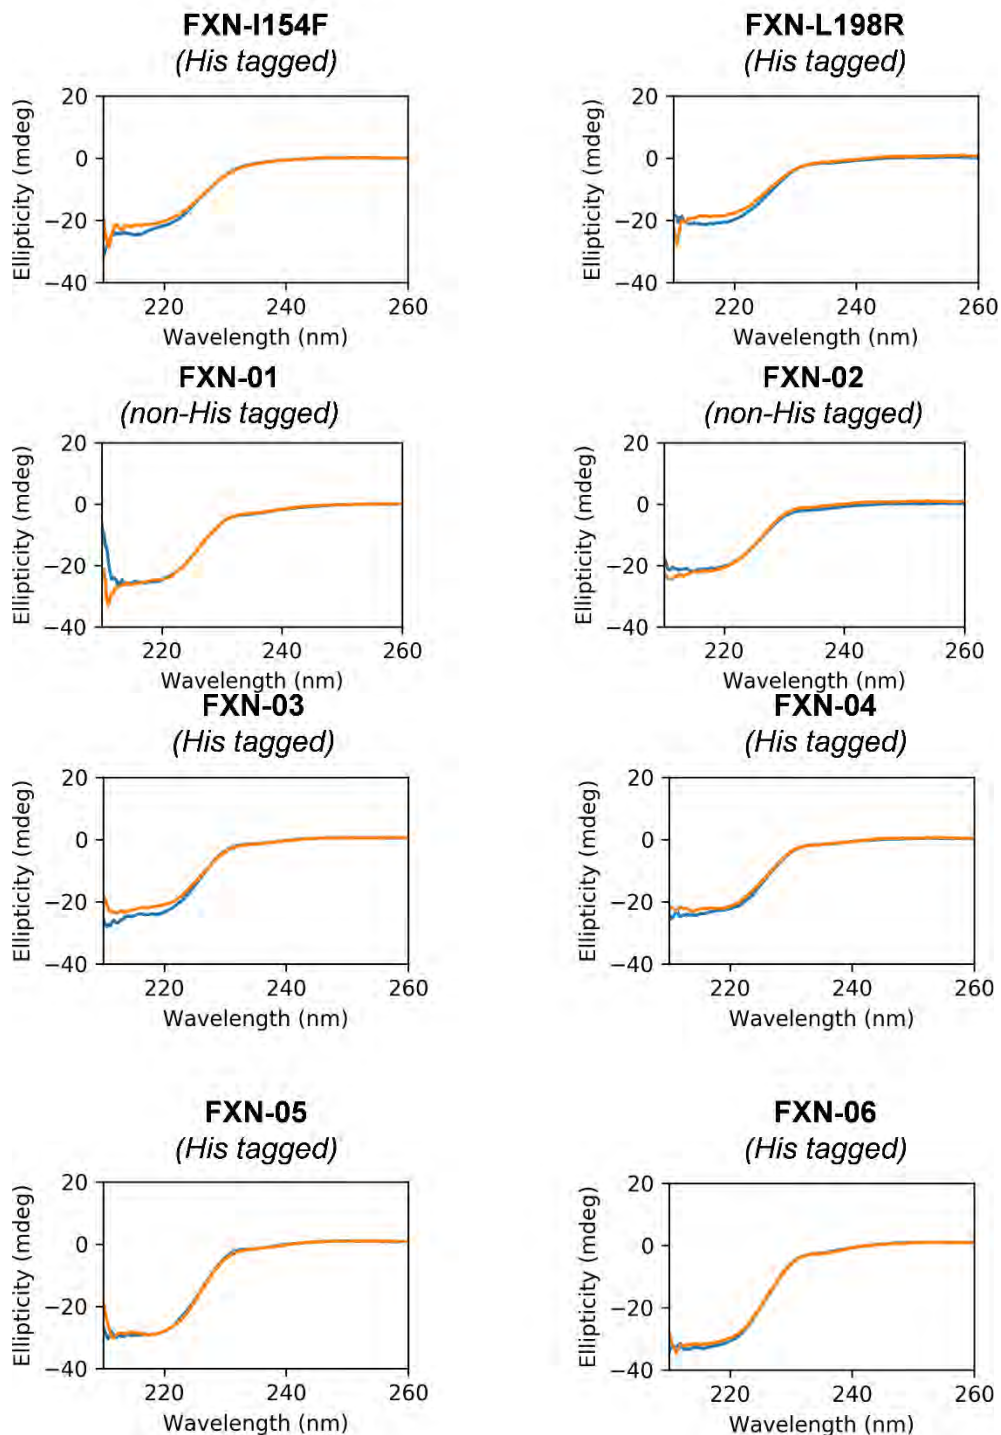 FXN-I154F
(His tagged)
20
0
−20
−40
220
240
260
Ellipticity (mdeg)
Wavelength (nm)
FXN-L198R
(His tagged)
20
0
−20
−40
220
240
260
Ellipticity (mdeg)
Wavelength (nm)
FXN-01
(non-His tagged)
20
0
−20
−40
220
240
260
Ellipticity (mdeg)
Wavelength (nm)
FXN-02
(non-His tagged)
20
0
−20
−40
220
240
260
Ellipticity (mdeg)
Wavelength (nm)
FXN-03
(His tagged)
20
0
−20
−40
220
240
260
Ellipticity (mdeg)
Wavelength (nm)
FXN-04
(His tagged)
20
0
−20
−40
220
240
260
Ellipticity (mdeg)
Wavelength (nm)
FXN-05
(His tagged)
20
0
−20
−40
220
240
260
Ellipticity (mdeg)
Wavelength (nm)
FXN-06
(His tagged)
20
0
−20
−40
220
240
260
Ellipticity (mdeg)
Wavelength (nm)